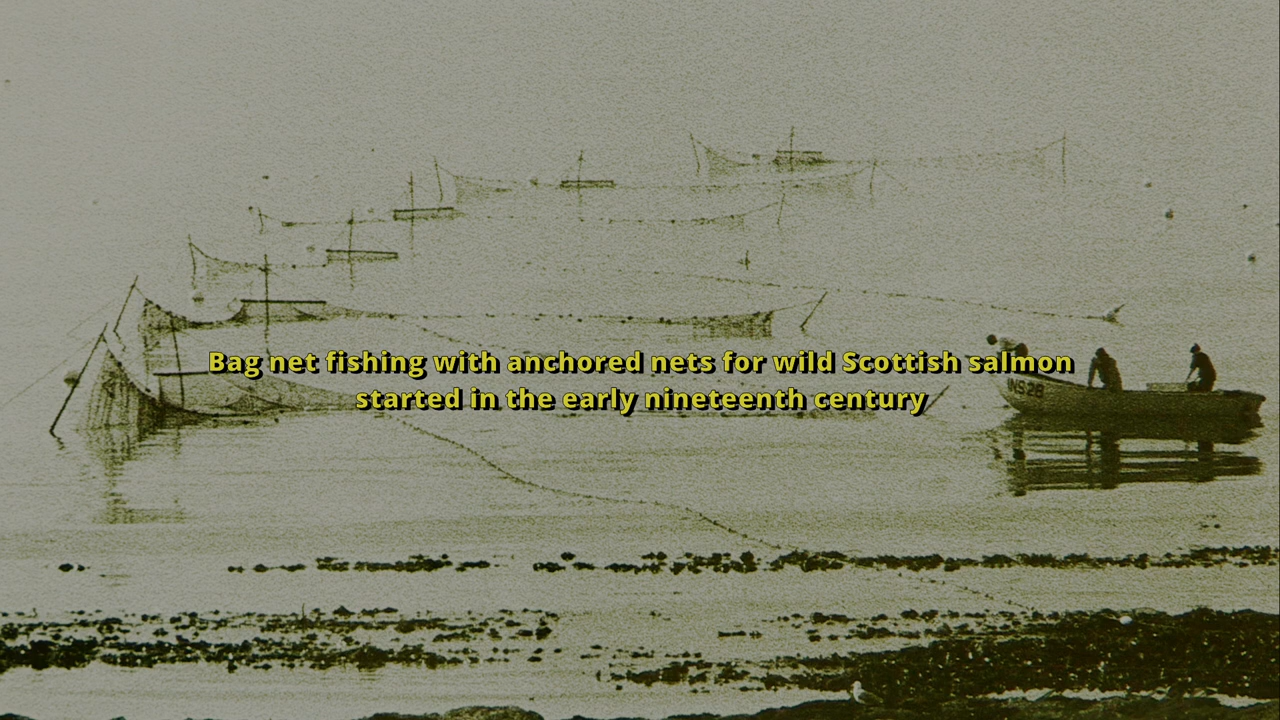 Bag net fishing with anchored nets for wild Scottish salmon
started in the early nineteenth century